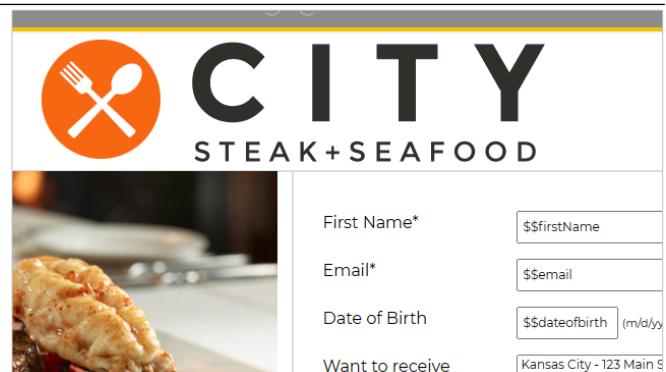 CITY
STEAK+SEAFOOD
First Name* $$firstName
Email* $$email
Date of Birth $$dateofbirth (m/d/yy
Want to receive Kansas City - 123 Main S